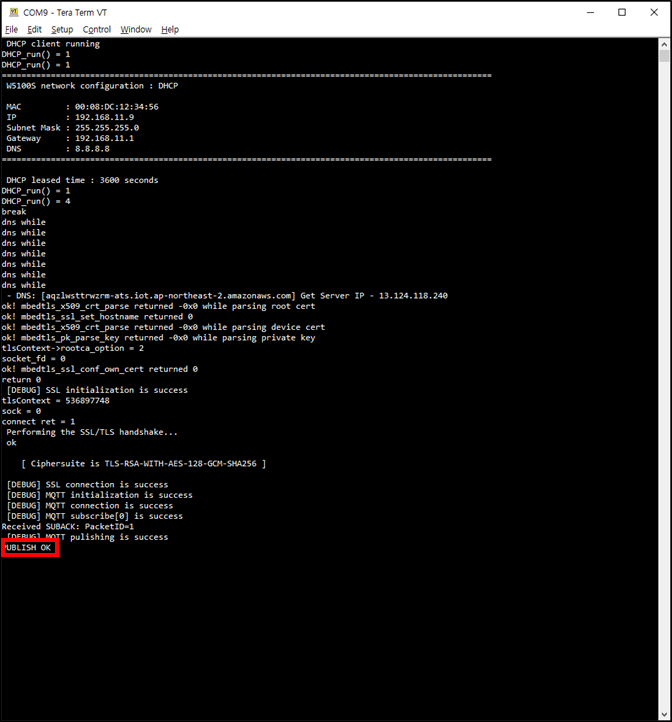 COM9 - Tera Term VT
File Edit Setup Control Window Help
DHCP client running
DHCP_run() = 1
DHCP_run() = 1
====================================================================================================
W5100S network configuration : DHCP
MAC : 00:08:DC:12:34:56
IP : 192.168.11.9
Subnet Mask : 255.255.255.0
Gateway : 192.168.11.1
DNS : 8.8.8.8
====================================================================================================
DHCP leased time : 3600 seconds
DHCP_run() = 1
DHCP_run() = 4
break
dns while
dns while
dns while
dns while
dns while
dns while
dns while
- DNS: [aqzlwsttrwzrm-ats.iot.ap-northeast-2.amazonaws.com] Get Server IP - 13.124.118.240
ok! mbedtls_x509_crt_parse returned -0x0 while parsing root cert
ok! mbedtls_ssl_set_hostname returned 0
ok! mbedtls_x509_crt_parse returned -0x0 while parsing device cert
ok! mbedtls_pk_parse_key returned -0x0 while parsing private key
tlsContext->rootca_option = 2
socket_fd = 0
ok! mbedtls_ssl_conf_own_cert returned 0
return 0
[DEBUG] SSL initialization is success
tlsContext = 536897748
sock = 0
connect ret = 1
Performing the SSL/TLS handshake...
ok
[ Ciphersuite is TLS-RSA-WITH-AES-128-GCM-SHA256 ]
[DEBUG] SSL connection is success
[DEBUG] MQTT initialization is success
[DEBUG] MQTT connection is success
[DEBUG] MQTT subscribe[0] is success
Received SUBACK: PacketID=1
[DEBUG] MQTT pulishing is success
PUBLISH OK